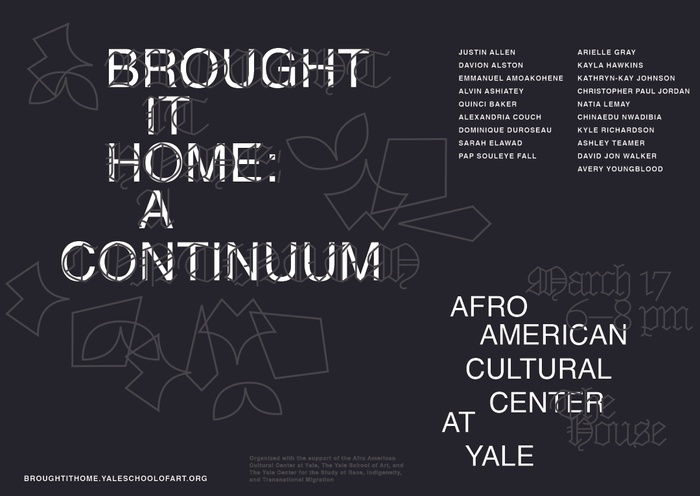 BROUGHT
IT
HOME:
A
CONTINUUM
JUSTIN ALLEN
DAVION ALSTON
EMMANUEL AMOAKOHENE
ALVIN ASHIATEY
QUINCI BAKER
ALEXANDRIA COUCH
DOMINIQUE DUROSEAU
SARAH ELAWAD
PAP SOULEYE FALL
ARIELLE GRAY
KAYLA HAWKINS
KATHRYN-KAY JOHNSON
CHRISTOPHER PAUL JORDAN
NATIA LEMAY
CHINAEDU NWADIBIA
KYLE RICHARDSON
ASHLEY TEAMER
DAVID JON WALKER
AVERY YOUNGBLOOD
March 17
6–8 pm
AFRO
AMERICAN
CULTURAL
CENTER
AT
YALE
The
House
Organized with the support of the Afro American
Cultural Center at Yale, The Yale School of Art, and
The Yale Center for the Study of Race, Indigeneity,
and Transnational Migration
BROUGHTITHOME.YALESCHOOLOFART.ORG